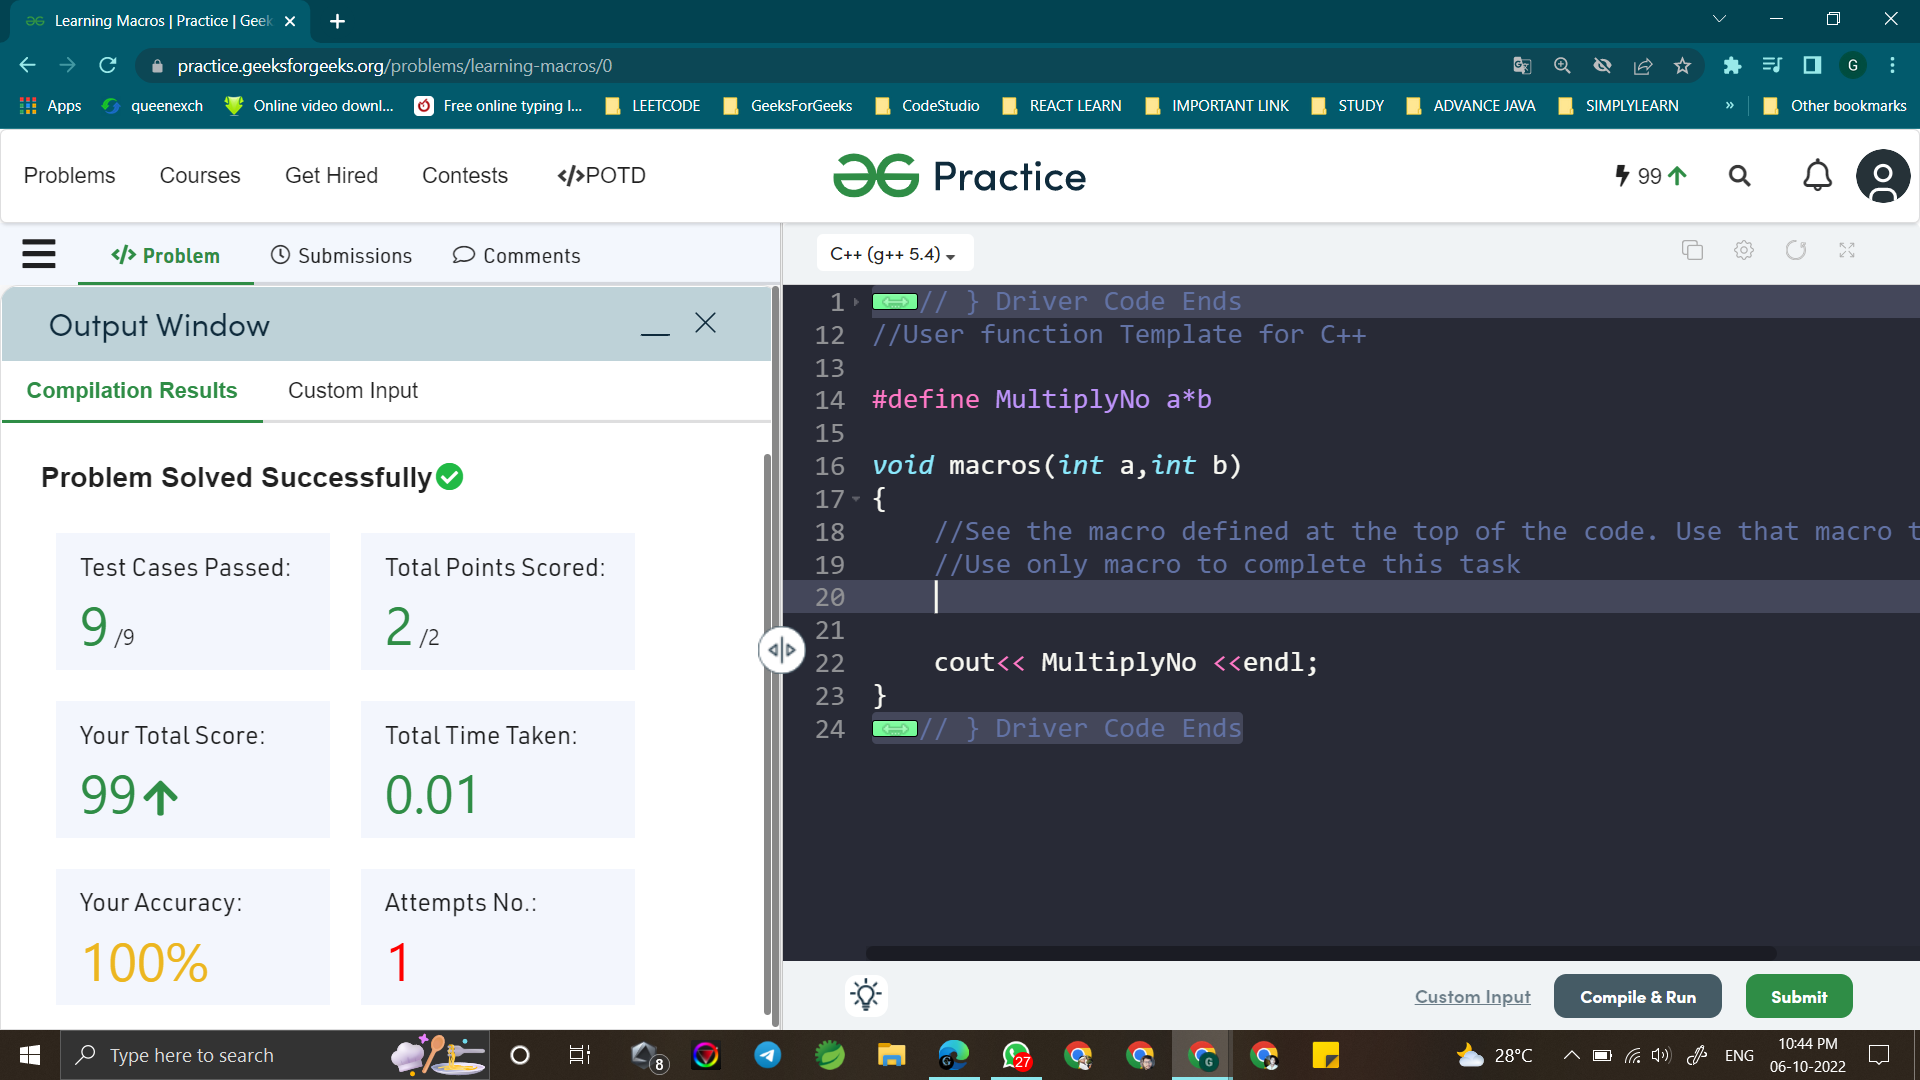 Learning Macros | Practice | Geek
practice.geeksforgeeks.org/problems/learning-macros/0
G
Apps queenexch Online video downl... Free online typing I... LEETCODE GeeksForGeeks CodeStudio REACT LEARN IMPORTANT LINK STUDY ADVANCE JAVA SIMPLYLEARN » Other bookmarks
Problems Courses Get Hired Contests </>POTD Practice 99
</> Problem Submissions Comments
C++ (g++ 5.4)
Output Window
Compilation Results Custom Input
Problem Solved Successfully
Test Cases Passed: Total Points Scored:
9 /9 2 /2
Your Total Score: Total Time Taken:
99 0.01
Your Accuracy: Attempts No.:
100% 1
1 // } Driver Code Ends
12 //User function Template for C++
13
14 #define MultiplyNo a*b
15
16 void macros(int a,int b)
17 {
18 //See the macro defined at the top of the code. Use that macro t
19 //Use only macro to complete this task
20
21
22 cout<< MultiplyNo <<endl;
23 }
24 // } Driver Code Ends
Custom Input Compile & Run Submit
Type here to search 8 G 27 G 28°C ENG 10:44 PM
06-10-2022